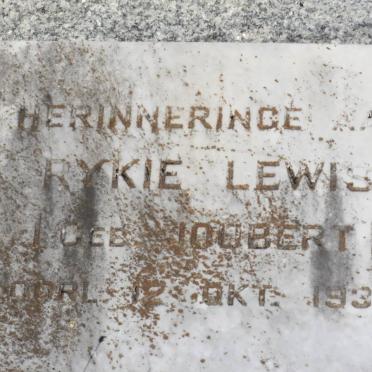 HERINNERINGE
RYKIE LEWIS
GEB. JOUBERT
OORL. 12 OKT. 193